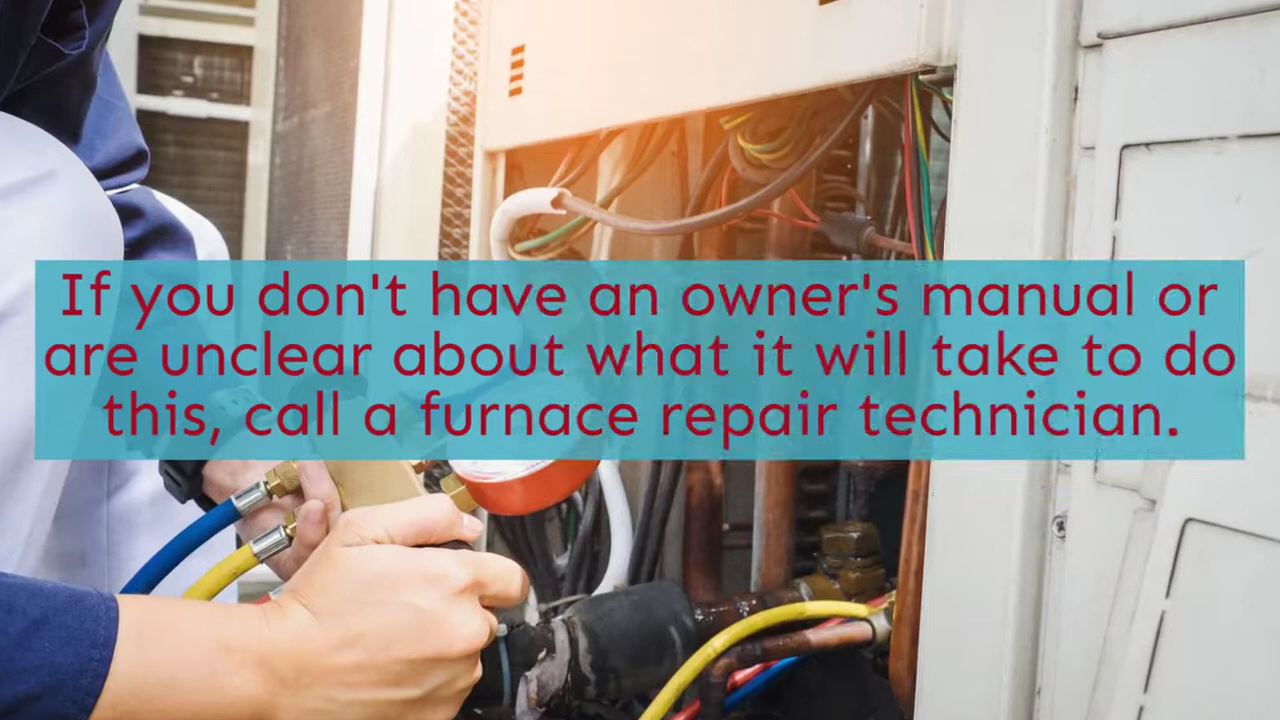 If you don't have an owner's manual or
are unclear about what it will take to do
this, call a furnace repair technician.